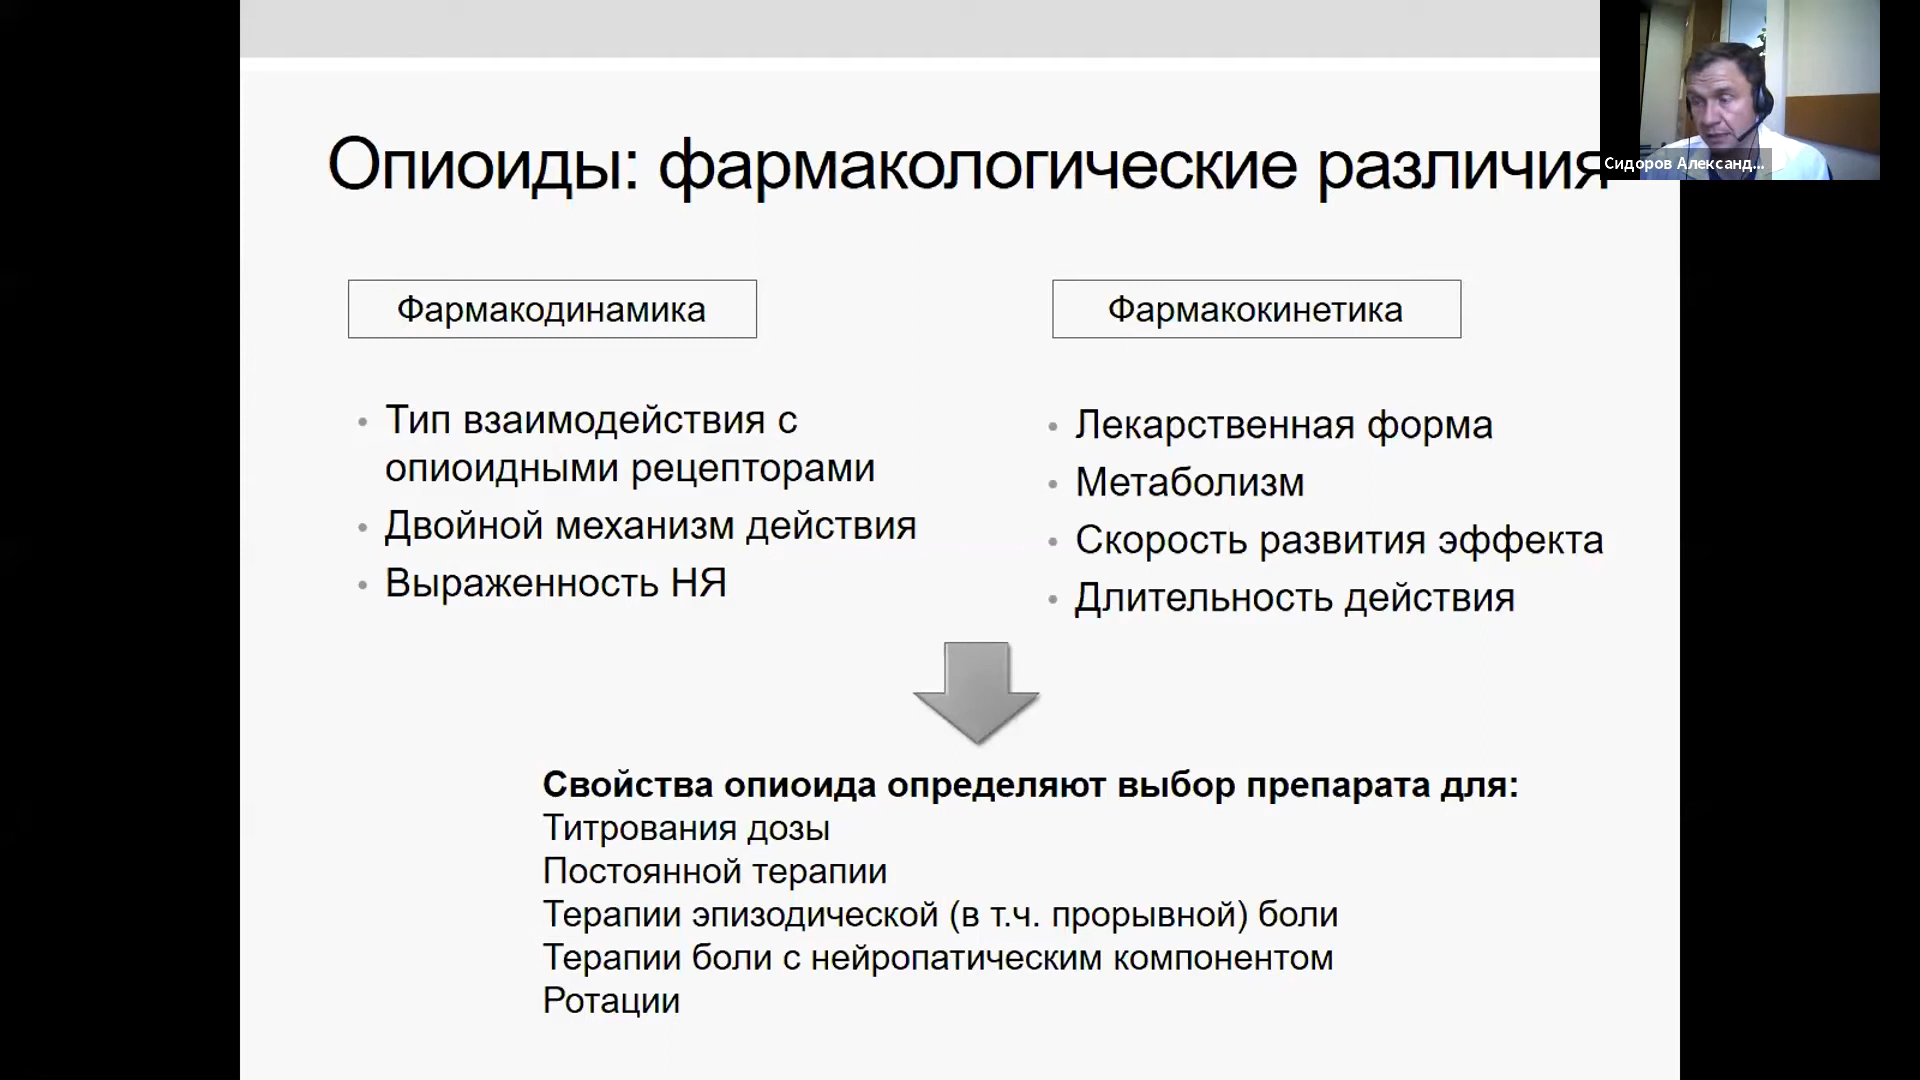 Опиоиды: фармакологические различия
Сидоров Александ...
Фармакодинамика
Фармакокинетика
• Тип взаимодействия с
опиоидными рецепторами
• Двойной механизм действия
• Выраженность НЯ
• Лекарственная форма
• Метаболизм
• Скорость развития эффекта
• Длительность действия
Свойства опиоида определяют выбор препарата для:
Титрования дозы
Постоянной терапии
Терапии эпизодической (в т.ч. прорывной) боли
Терапии боли с нейропатическим компонентом
Ротации